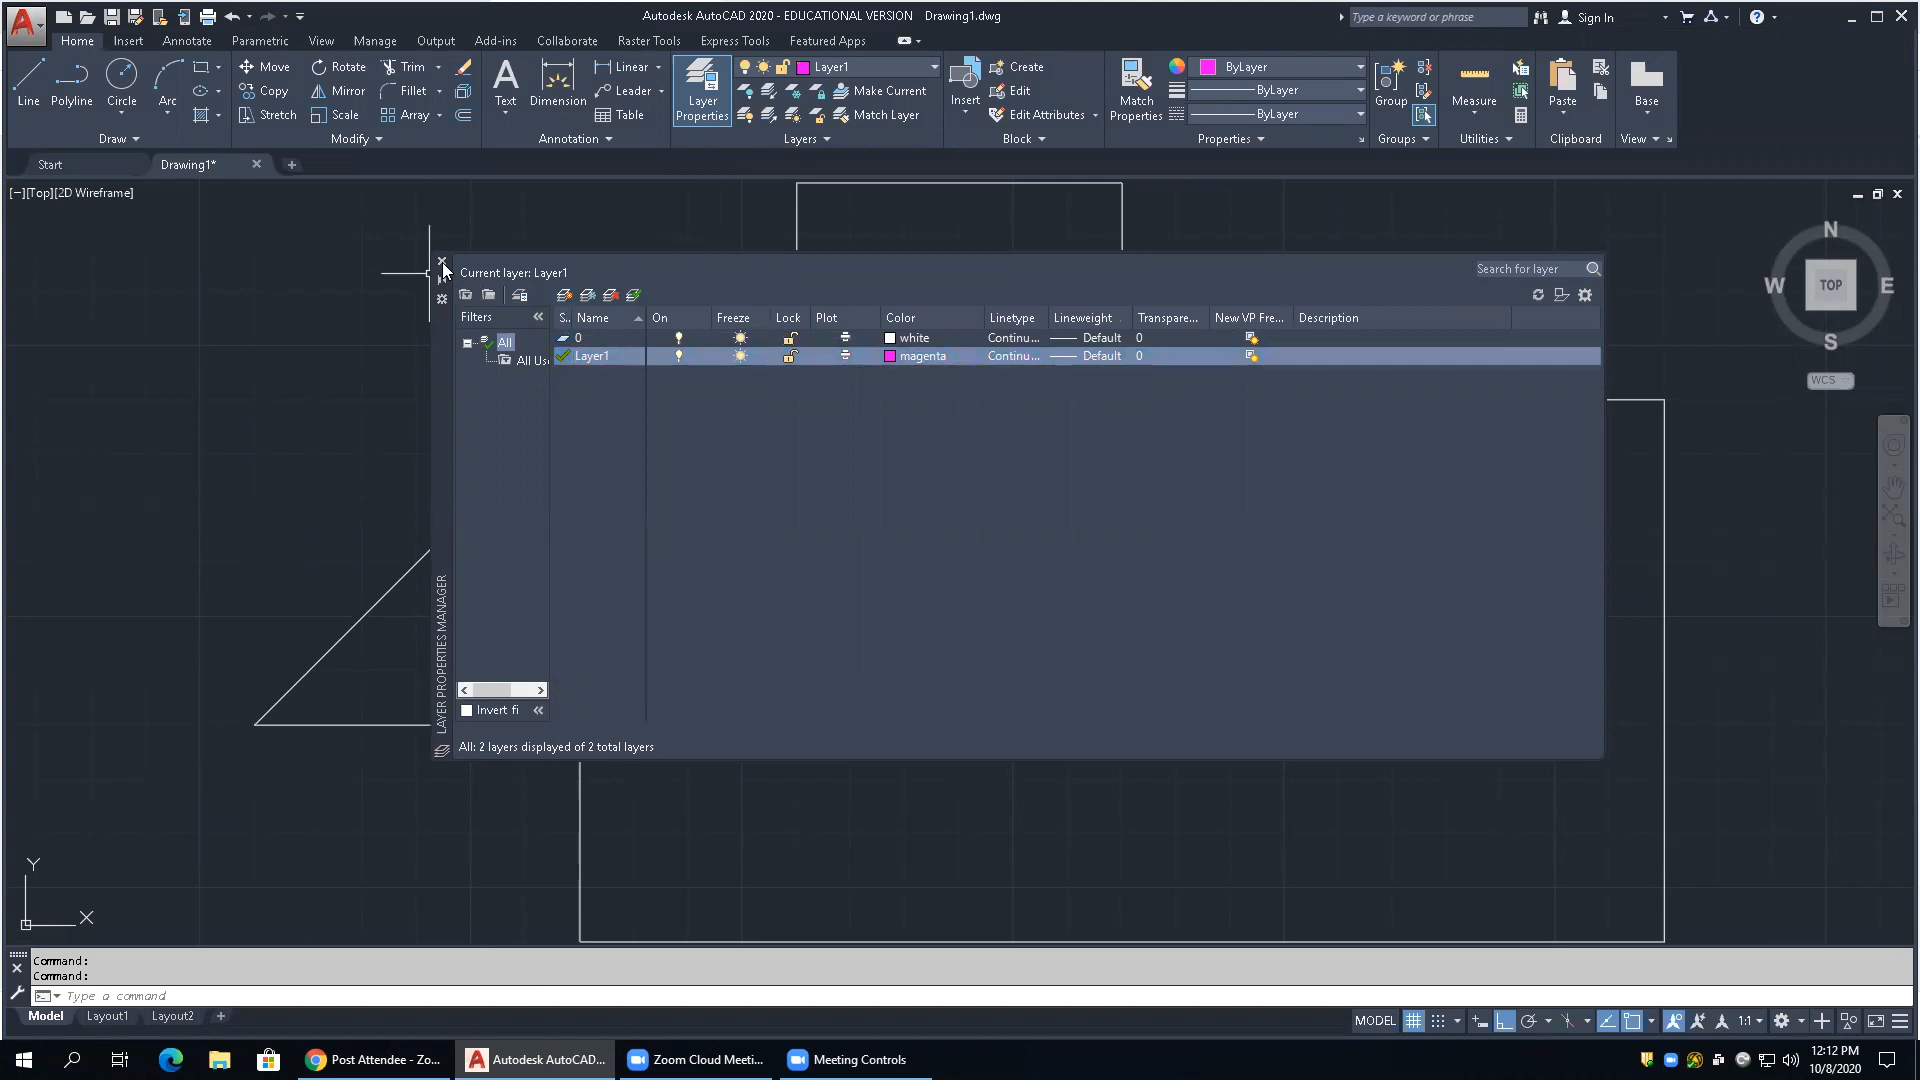 Autodesk AutoCAD 2020 - EDUCATIONAL VERSION Drawing1.dwg
Type a keyword or phrase
Sign In
Home Insert Annotate Parametric View Manage Output Add-ins Collaborate Raster Tools Express Tools Featured Apps
Line Polyline Circle Arc
Move Rotate Trim
Copy Mirror Fillet
Stretch Scale Array
Text Dimension
Linear
Leader
Table
Layer Properties
Layer1
Make Current
Match Layer
Insert
Create
Edit
Edit Attributes
Match Properties
ByLayer
ByLayer
ByLayer
Group
Measure
Paste
Base
Draw Modify Annotation Layers Block Properties Groups Utilities Clipboard View
Start Drawing1*
[−][Top][2D Wireframe]
N
W TOP E
S
WCS
Current layer: Layer1
Search for layer
Filters
All
All Us
S.. Name On Freeze Lock Plot Color Linetype Lineweight Transpare... New VP Fre... Description
0 white Continu... Default 0
Layer1 magenta Continu... Default 0
Invert fi
LAYER PROPERTIES MANAGER
All: 2 layers displayed of 2 total layers
Y
X
Command:
Command:
Type a command
Model Layout1 Layout2
MODEL 1:1
Post Attendee - Zo... Autodesk AutoCAD... Zoom Cloud Meeti... Meeting Controls
12:12 PM
10/8/2020